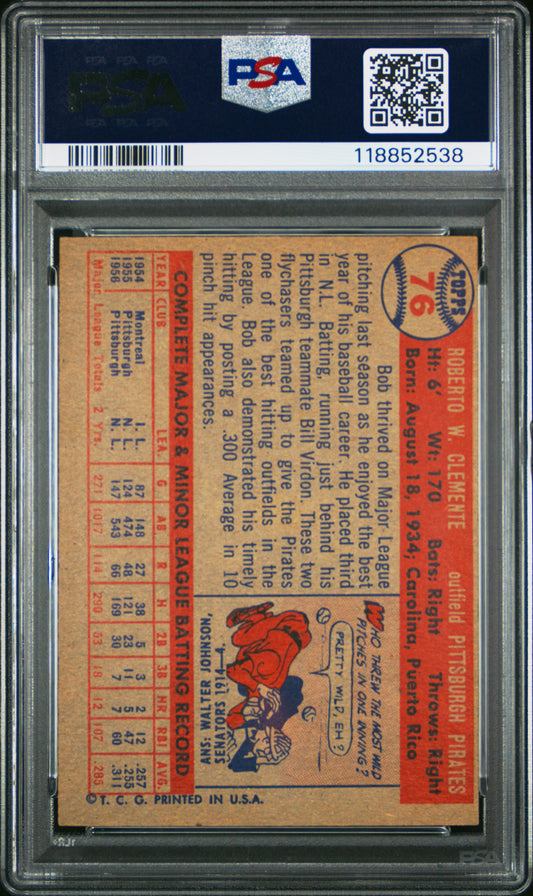 PSA
PSA
118852538
TOPPS
76
ROBERTO W. CLEMENTE outfield PITTSBURGH PIRATES
Ht: 6' Wt: 170 Bats: Right Throws: Right
Born: August 18, 1934; Carolina, Puerto Rico
Bob thrived on Major League
pitching last season as he enjoyed the best
year of his baseball career. He placed third
in N.L. Batting, running just behind his
Pittsburgh teammate Bill Virdon. These two
flychasers teamed up to give the Pirates
one of the best hitting outfields in the
League. Bob also demonstrated his timely
hitting by posting a .300 Average in 10
pinch hit appearances.
WHO THREW THE MOST WILD
PITCHES IN ONE INNING?
PRETTY WILD, EH?
ANS. WALTER JOHNSON,
SENATORS 1914-4
COMPLETE MAJOR & MINOR LEAGUE BATTING RECORD
YEAR CLUB LEA. G AB R H 2B 3B HR RBI AVG.
1954 Montreal I. L. 87 148 27 38 5 3 2 12 .257
1955 Pittsburgh N. L. 124 474 48 121 23 11 5 47 .255
1956 Pittsburgh N. L. 147 543 66 169 30 7 7 60 .311
Major League Totals 2 Yrs. 271 1017 114 290 53 18 12 107 .285
© T. C. G. PRINTED IN U.S.A.
PSA